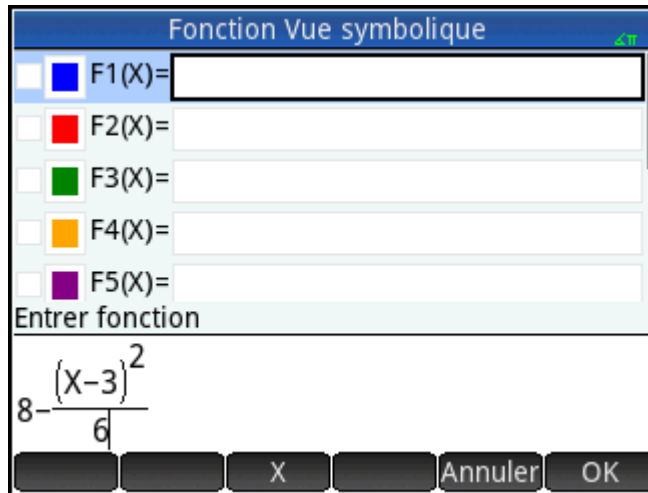 Fonction Vue symbolique
∡π
F1(X)=
F2(X)=
F3(X)=
F4(X)=
F5(X)=
Entrer fonction
8-(X-3)²/6
X Annuler OK